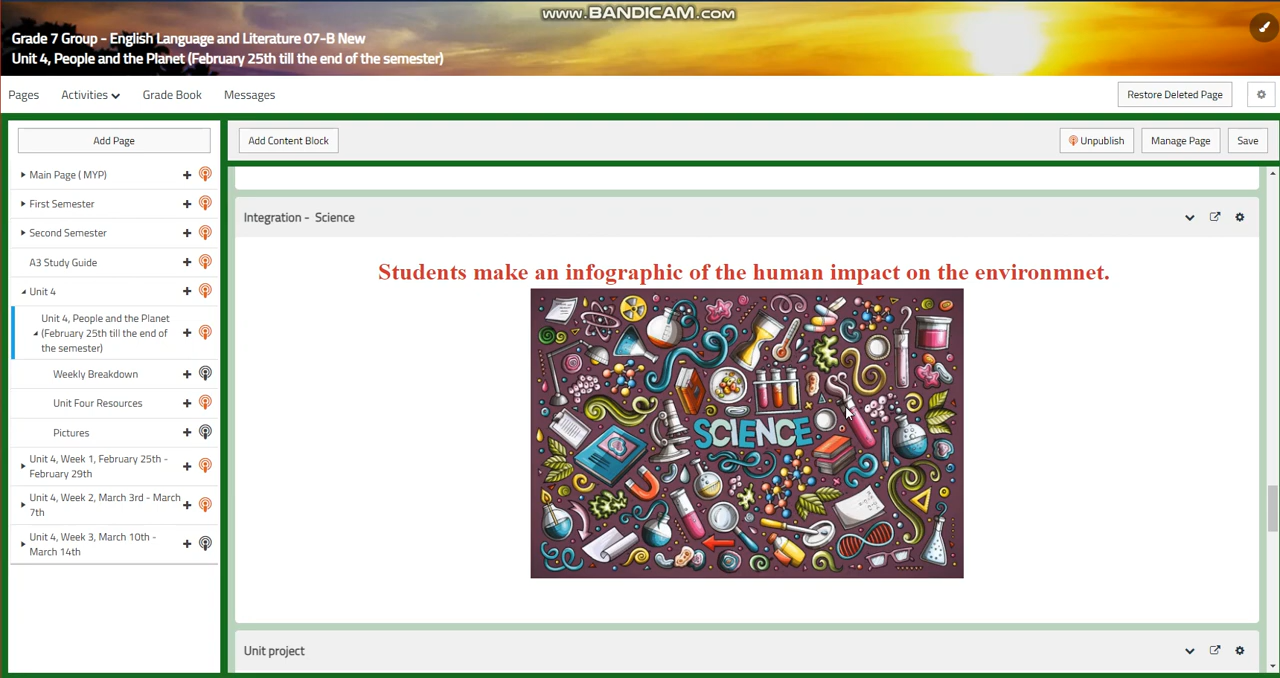 www.BANDICAM.com
Grade 7 Group - English Language and Literature 07-B New
Unit 4, People and the Planet (February 25th till the end of the semester)
Pages
Activities
Grade Book
Messages
Restore Deleted Page
Add Page
Add Content Block
Unpublish
Manage Page
Save
Main Page ( MYP)
First Semester
Second Semester
A3 Study Guide
Unit 4
Unit 4, People and the Planet
(February 25th till the end of
the semester)
Weekly Breakdown
Unit Four Resources
Pictures
Unit 4, Week 1, February 25th -
February 29th
Unit 4, Week 2, March 3rd - March
7th
Unit 4, Week 3, March 10th -
March 14th
Integration - Science
Students make an infographic of the human impact on the environmnet.
SCIENCE
Unit project